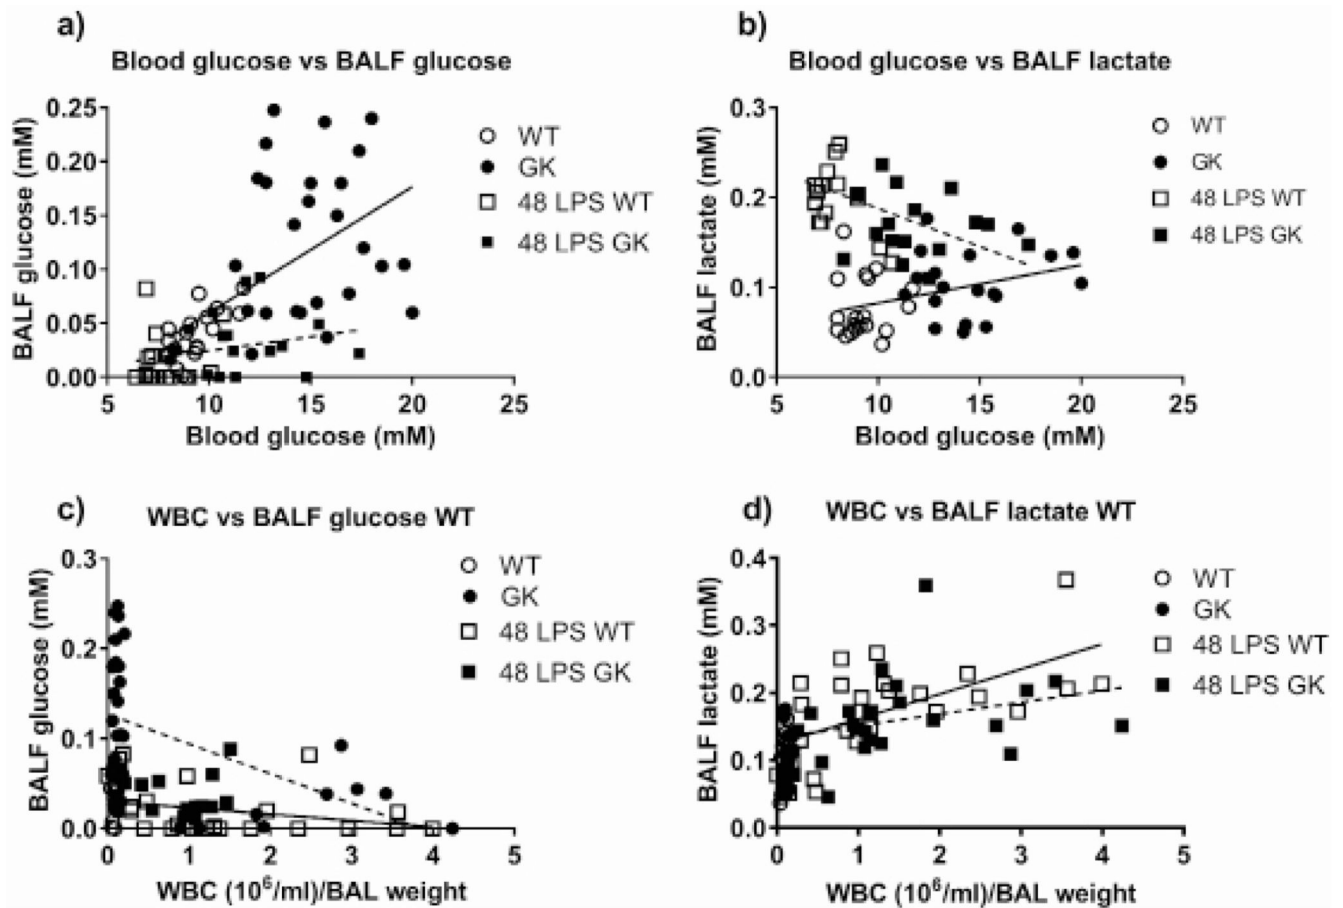 a)
Blood glucose vs BALF glucose
BALF glucose (mM)
0.25
0.20
0.15
0.10
0.05
0.00
5
10
15
20
25
Blood glucose (mM)
WT
GK
48 LPS WT
48 LPS GK
b)
Blood glucose vs BALF lactate
BALF lactate (mM)
0.3
0.2
0.1
0.0
5
10
15
20
25
Blood glucose (mM)
WT
GK
48 LPS WT
48 LPS GK
c)
WBC vs BALF glucose WT
BALF glucose (mM)
0.3
0.2
0.1
0.0
0
1
2
3
4
5
WBC (10⁶/ml)/BAL weight
WT
GK
48 LPS WT
48 LPS GK
d)
WBC vs BALF lactate WT
BALF lactate (mM)
0.4
0.3
0.2
0.1
0.0
0
1
2
3
4
5
WBC (10⁶/ml)/BAL weight
WT
GK
48 LPS WT
48 LPS GK